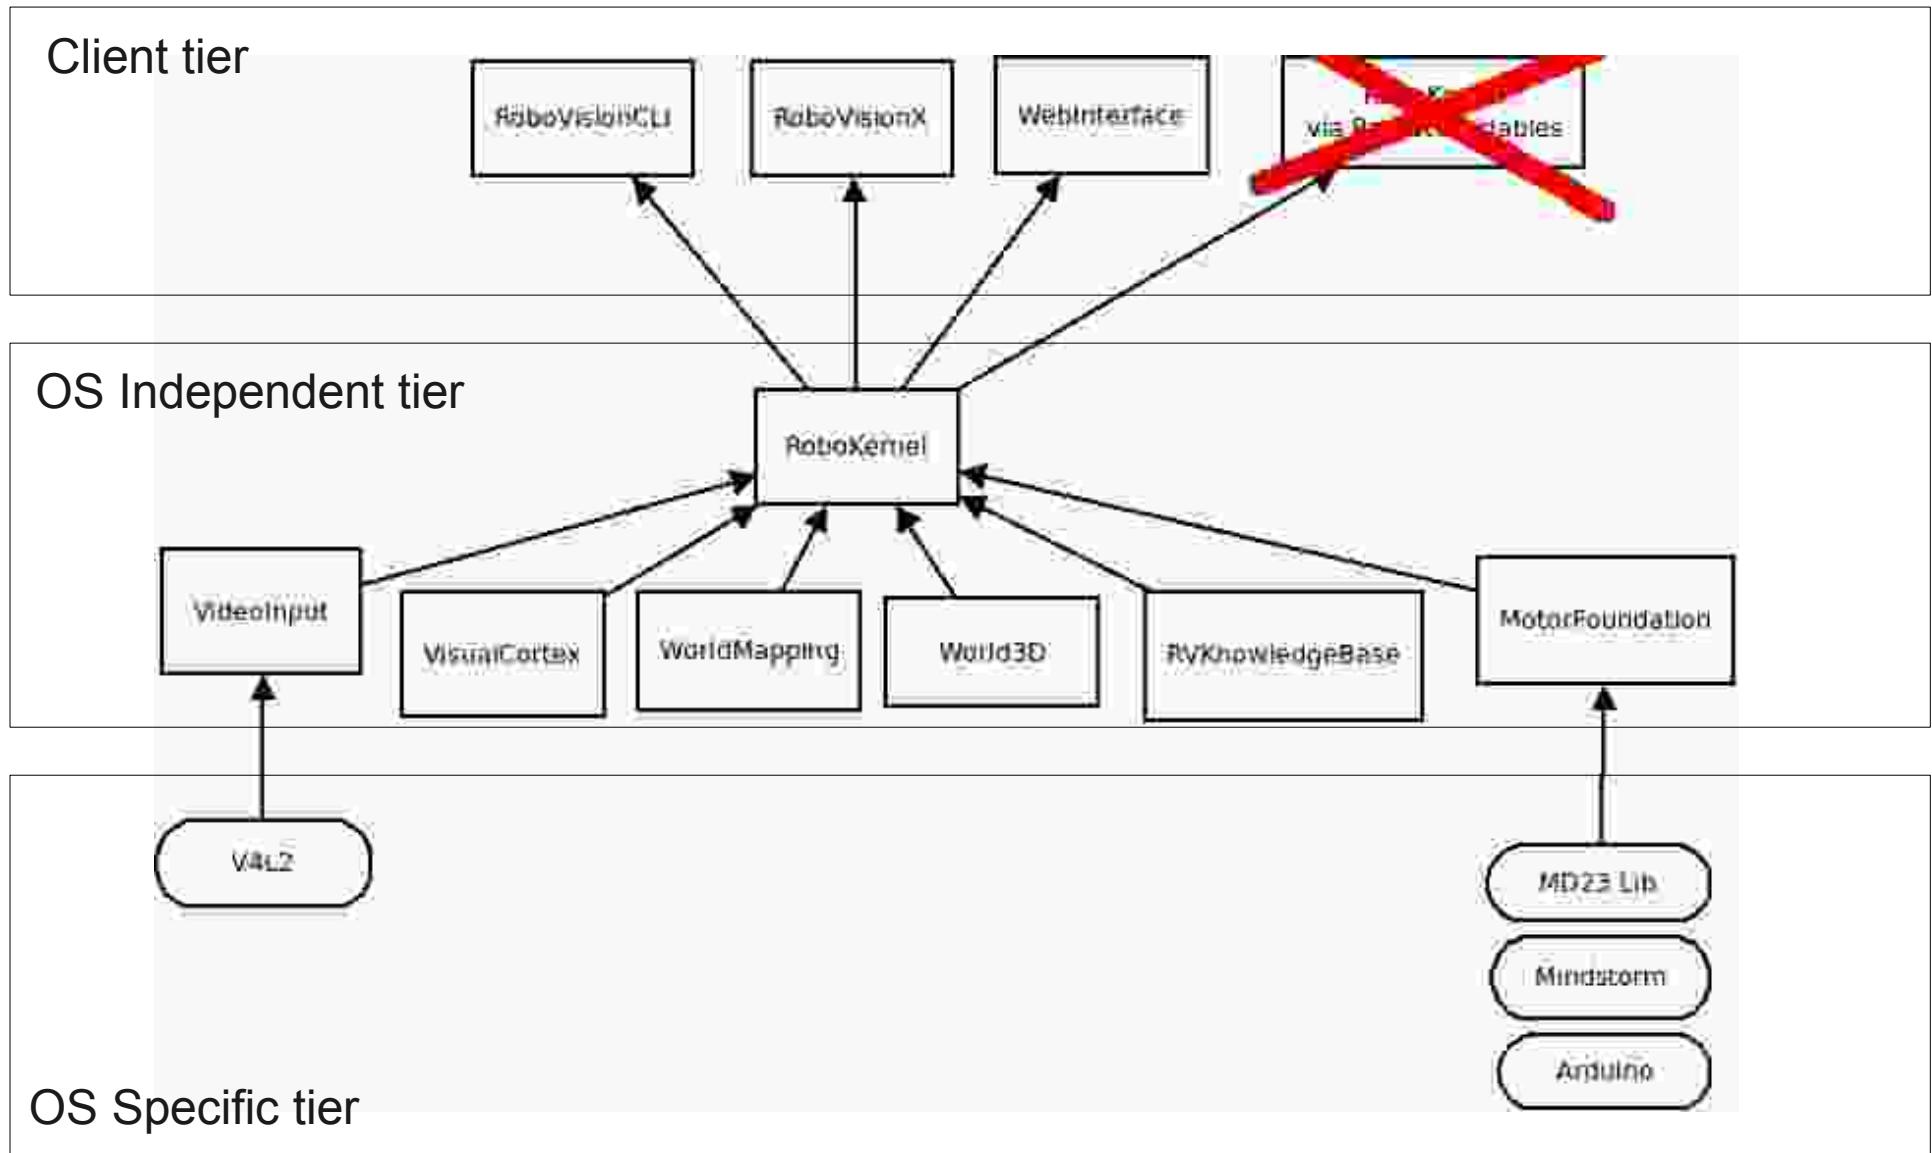 Client tier
RoboVisionCLI
RoboVisionX
WebInterface
via
OS Independent tier
RoboKernel
VideoInput
VisualCortex
WorldMapping
World3D
RVKnowledgeBase
MotorFoundation
V4L2
MD23 Lib
Mindstorm
Arduino
OS Specific tier